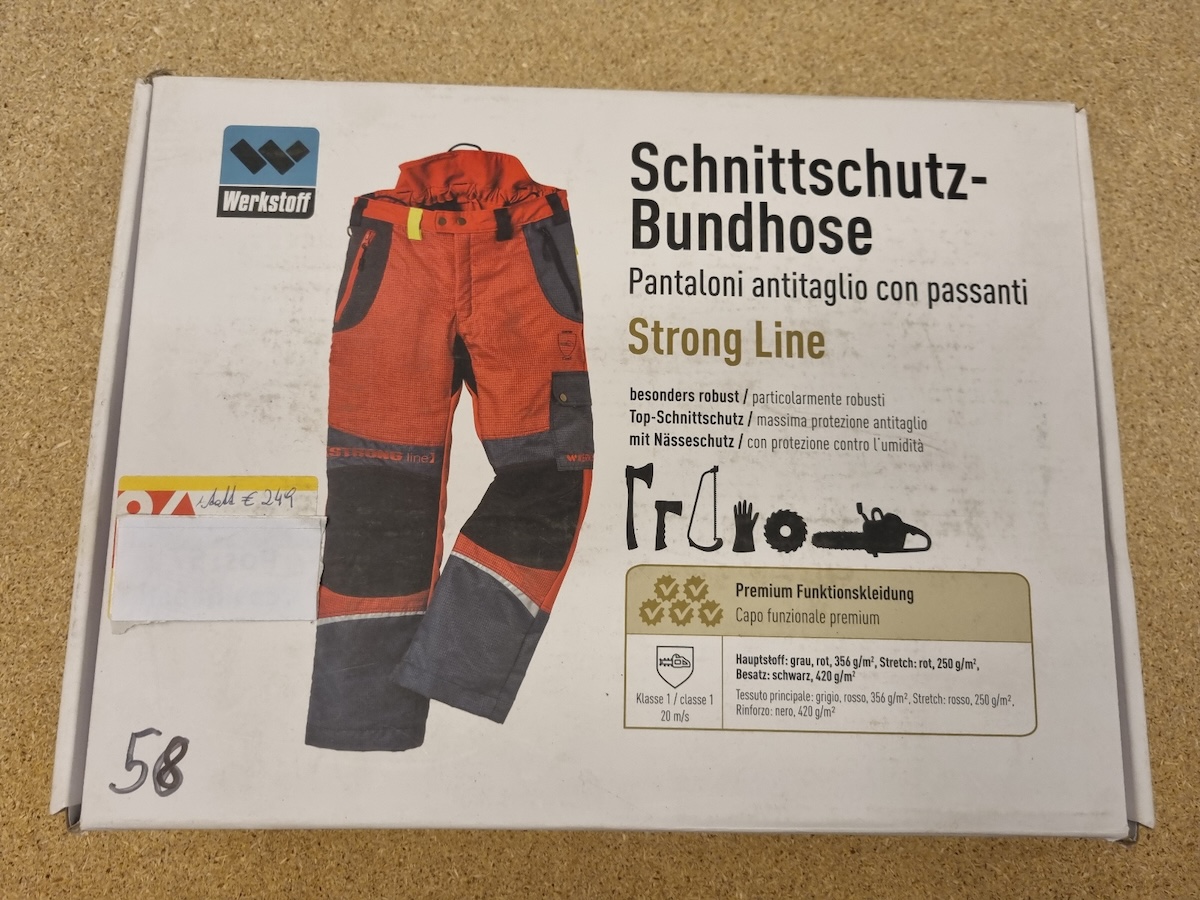 Werkstoff
Schnittschutz-
Bundhose
Pantaloni antitaglio con passanti
Strong Line
besonders robust / particolarmente robusti
Top-Schnittschutz / massima protezione antitaglio
mit Nässeschutz / con protezione contro l'umidità
STRONG line
statt € 249
Premium Funktionskleidung
Capo funzionale premium
Klasse 1 / classe 1
20 m/s
Hauptstoff: grau, rot, 356 g/m², Stretch: rot, 250 g/m²,
Besatz: schwarz, 420 g/m²
Tessuto principale: grigio, rosso, 356 g/m², Stretch: rosso, 250 g/m²,
Rinforzo: nero, 420 g/m²
58